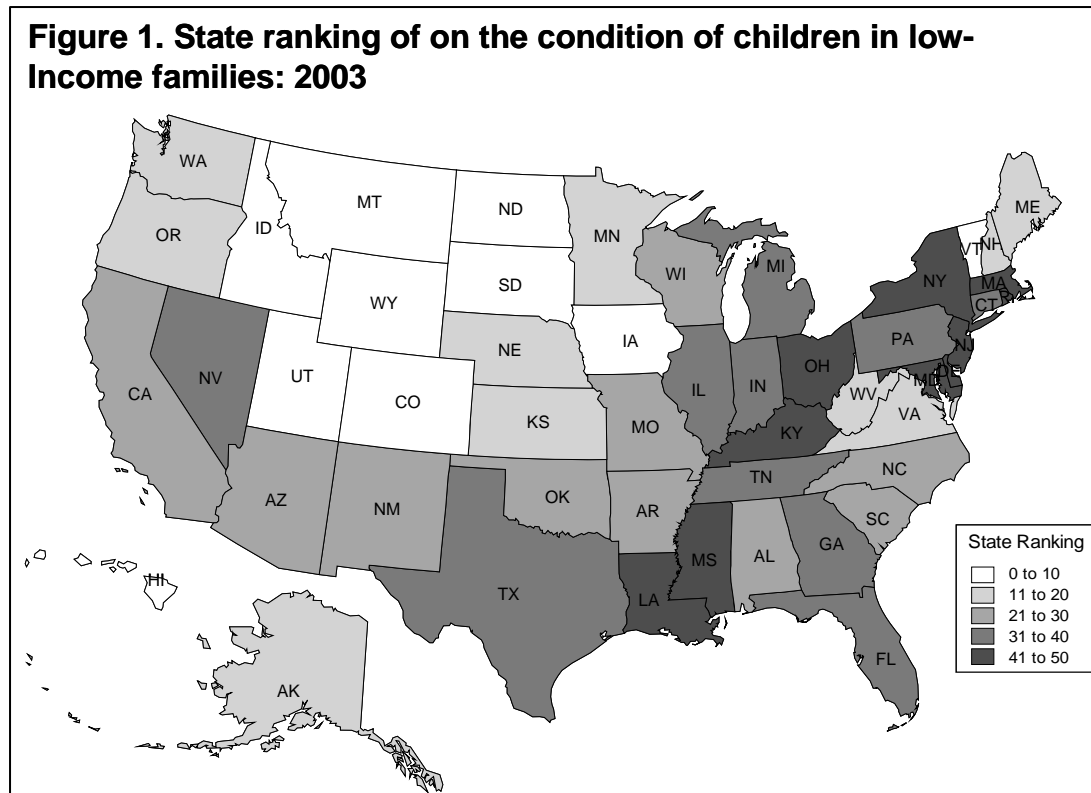 Figure 1. State ranking of on the condition of children in low-
Income families: 2003
WA
MT
ND
MN
ME
OR
ID
VT
NH
WI
MI
NY
MA
SD
WY
RI
CT
IA
PA
NE
NJ
NV
UT
IL
IN
OH
DE
MD
CA
CO
WV
KS
MO
VA
KY
NC
TN
OK
AZ
NM
AR
SC
MS
AL
GA
TX
LA
HI
FL
AK
State Ranking
0 to 10
11 to 20
21 to 30
31 to 40
41 to 50